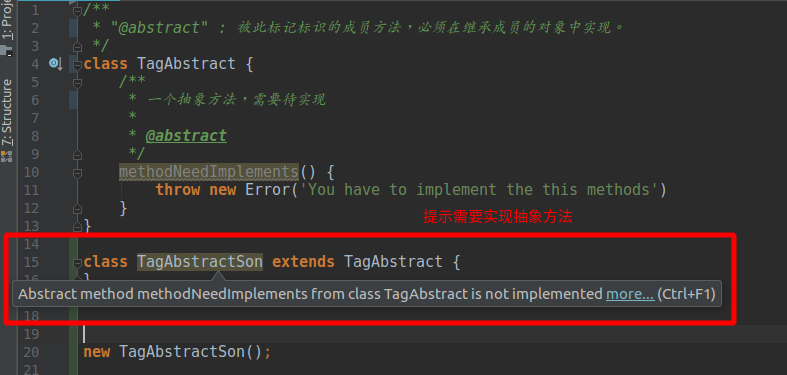 1: Proje
7: Structure
1 /**
2 * "@abstract" : 被此标记标识的成员方法，必须在继承成员的对象中实现。
3 */
4 class TagAbstract {
5 /**
6 * 一个抽象方法，需要待实现
7 *
8 * @abstract
9 */
10 methodNeedImplements() {
11 throw new Error('You have to implement the this methods')
12 }
13 }
提示需要实现抽象方法
14
15 class TagAbstractSon extends TagAbstract {
Abstract method methodNeedImplements from class TagAbstract is not implemented more... (Ctrl+F1)
18
19
20 new TagAbstractSon();
21